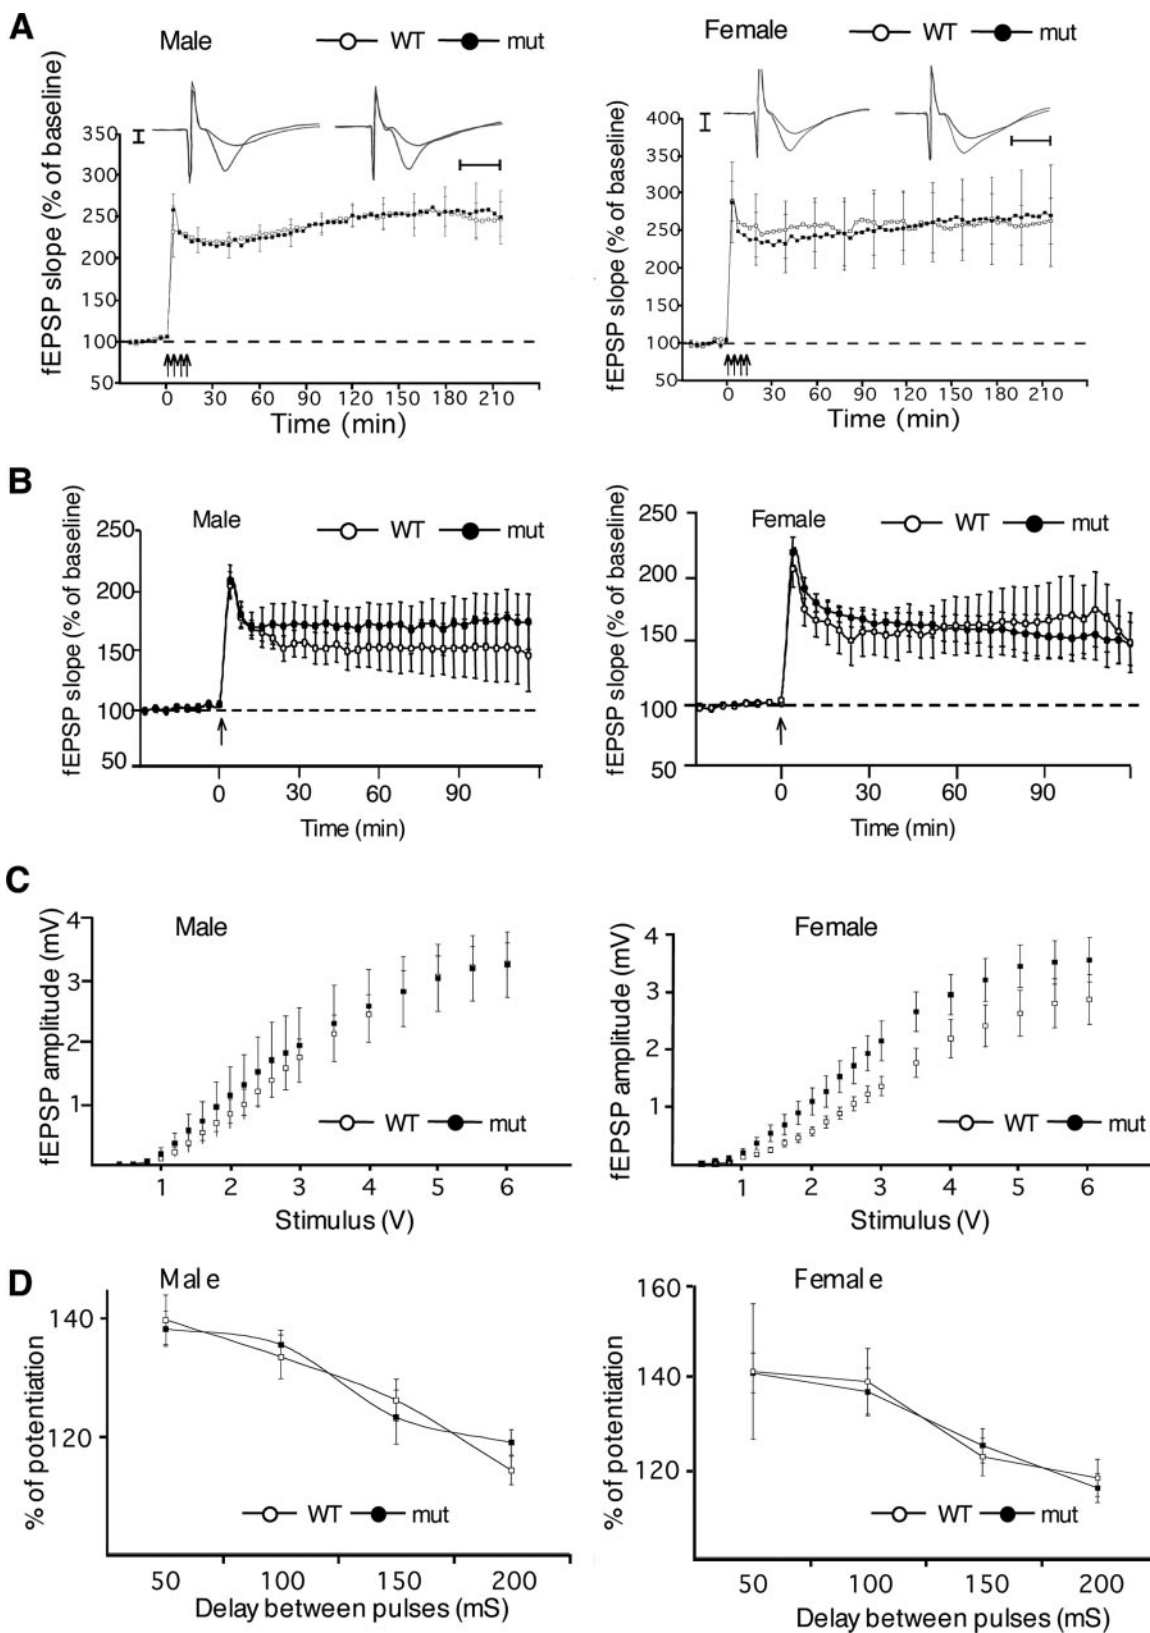 A
Male
WT
mut
fEPSP slope (% of baseline)
350
300
250
200
150
100
50
0 30 60 90 120 150 180 210
Time (min)
Female
WT
mut
fEPSP slope (% of baseline)
400
350
300
250
200
150
100
50
0 30 60 90 120 150 180 210
Time (min)
B
Male
WT
mut
fEPSP slope (% of baseline)
250
200
150
100
50
0 30 60 90
Time (min)
Female
WT
mut
fEPSP slope (% of baseline)
250
200
150
100
50
0 30 60 90
Time (min)
C
Male
fEPSP amplitude (mV)
4
3
2
1
WT
mut
1 2 3 4 5 6
Stimulus (V)
Female
fEPSP amplitude (mV)
4
3
2
1
WT
mut
1 2 3 4 5 6
Stimulus (V)
D
Male
% of potentiation
140
120
WT
mut
50 100 150 200
Delay between pulses (mS)
Female
% of potentiation
160
140
120
WT
mut
50 100 150 200
Delay between pulses (mS)